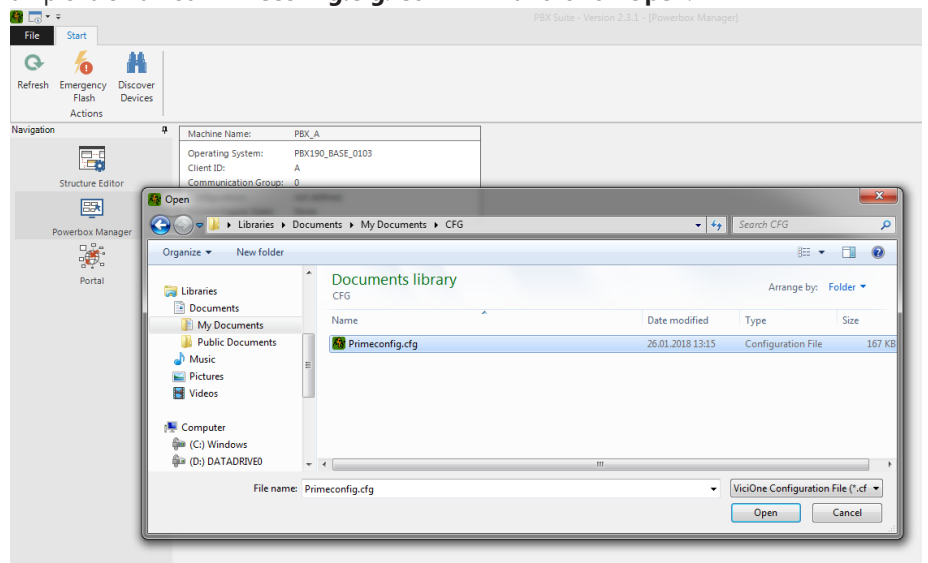 PBX Suite - Version 2.3.1 - [Powerbox Manager]
File Start
Refresh Emergency Flash Discover Devices
Actions
Navigation
Structure Editor
Powerbox Manager
Portal
Machine Name: PBX_A
Operating System: PBX190_BASE_0103
Client ID: A
Communication Group: 0
Open
Libraries Documents My Documents CFG
Search CFG
Organize New folder
Libraries
Documents
My Documents
Public Documents
Music
Pictures
Videos
Computer
(C:) Windows
(D:) DATADRIVE0
Documents library
CFG
Arrange by: Folder
Name Date modified Type Size
Primeconfig.cfg 26.01.2018 13:15 Configuration File 167 KB
File name: Primeconfig.cfg
ViciOne Configuration File (*.cf
Open Cancel